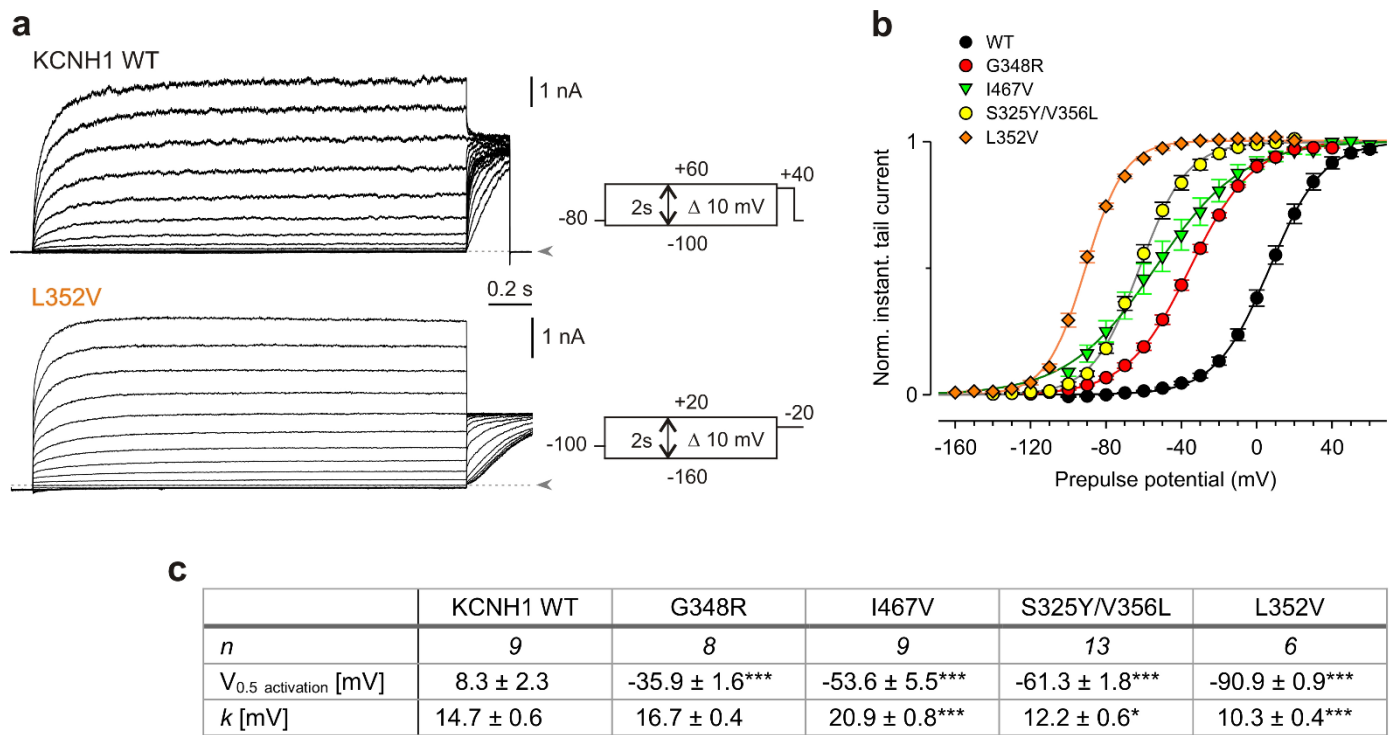 a
KCNH1 WT
1 nA
+60
+40
-80
2s
Δ 10 mV
-100
0.2 s
L352V
1 nA
+20
-20
-100
2s
Δ 10 mV
-160
b
WT
G348R
I467V
S325Y/V356L
L352V
Norm. instant. tail current
1
0
-160 -120 -80 -40 0 40
Prepulse potential (mV)
c
KCNH1 WT G348R I467V S325Y/V356L L352V
n 9 8 9 13 6
V0.5 activation [mV] 8.3 ± 2.3 -35.9 ± 1.6*** -53.6 ± 5.5*** -61.3 ± 1.8*** -90.9 ± 0.9***
k [mV] 14.7 ± 0.6 16.7 ± 0.4 20.9 ± 0.8*** 12.2 ± 0.6* 10.3 ± 0.4***